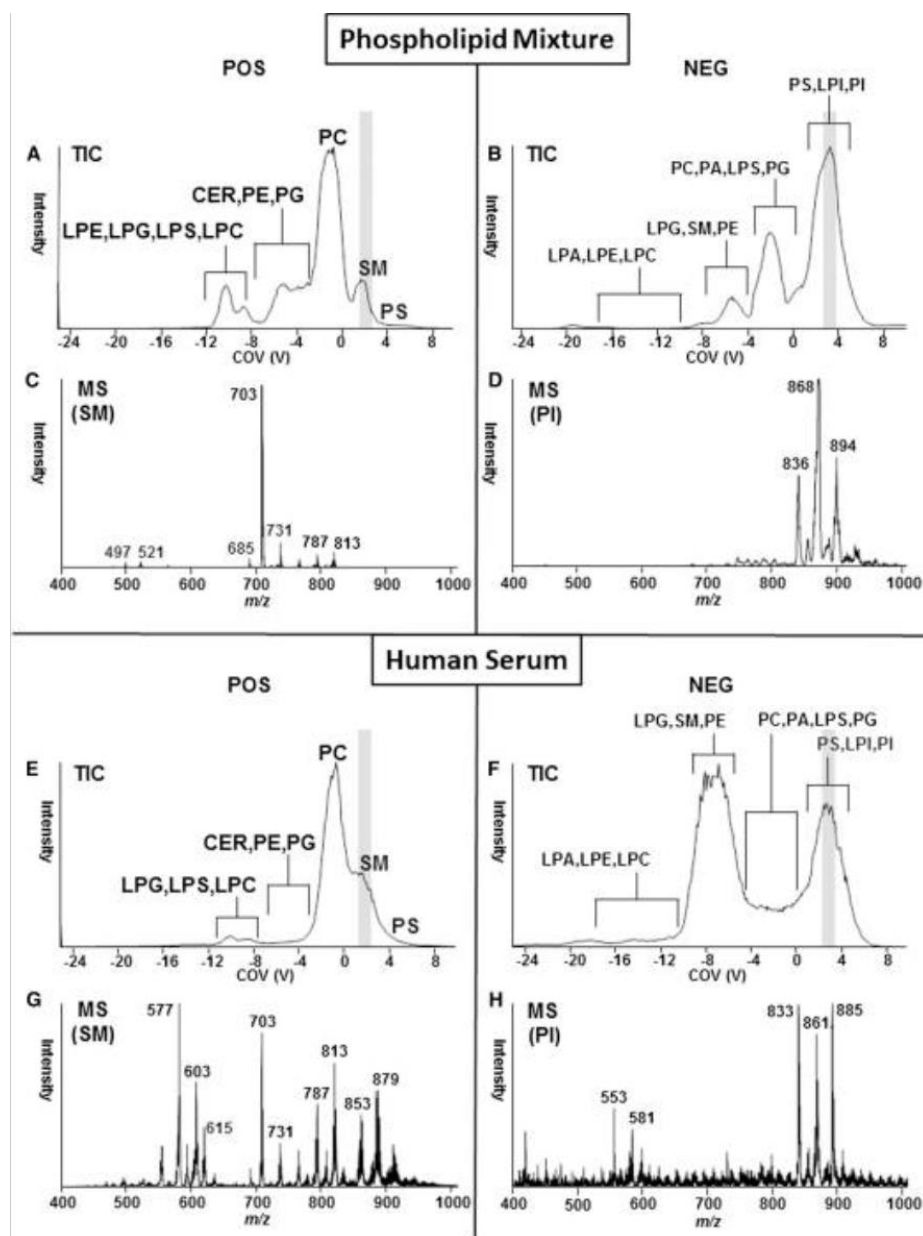 Phospholipid Mixture
POS
NEG
A
TIC
LPE,LPG,LPS,LPC
CER,PE,PG
PC
SM
PS
Intensity
-24 -20 -16 -12 -8 -4 0 4 8
COV (V)
B
TIC
LPA,LPE,LPC
LPG,SM,PE
PC,PA,LPS,PG
PS,LPI,PI
Intensity
-24 -20 -16 -12 -8 -4 0 4 8
COV (V)
C
MS
(SM)
703
497
521
685
731
787
813
Intensity
400 500 600 700 800 900 1000
m/z
D
MS
(PI)
868
836
894
Intensity
400 500 600 700 800 900 1000
m/z
Human Serum
POS
NEG
E
TIC
LPG,LPS,LPC
CER,PE,PG
PC
SM
PS
Intensity
-24 -20 -16 -12 -8 -4 0 4 8
COV (V)
F
TIC
LPA,LPE,LPC
LPG,SM,PE
PC,PA,LPS,PG
PS,LPI,PI
Intensity
-24 -20 -16 -12 -8 -4 0 4 8
COV (V)
G
MS
(SM)
577
603
615
703
731
787
813
853
879
Intensity
400 500 600 700 800 900 1000
m/z
H
MS
(PI)
553
581
833
861
885
Intensity
400 500 600 700 800 900 1000
m/z